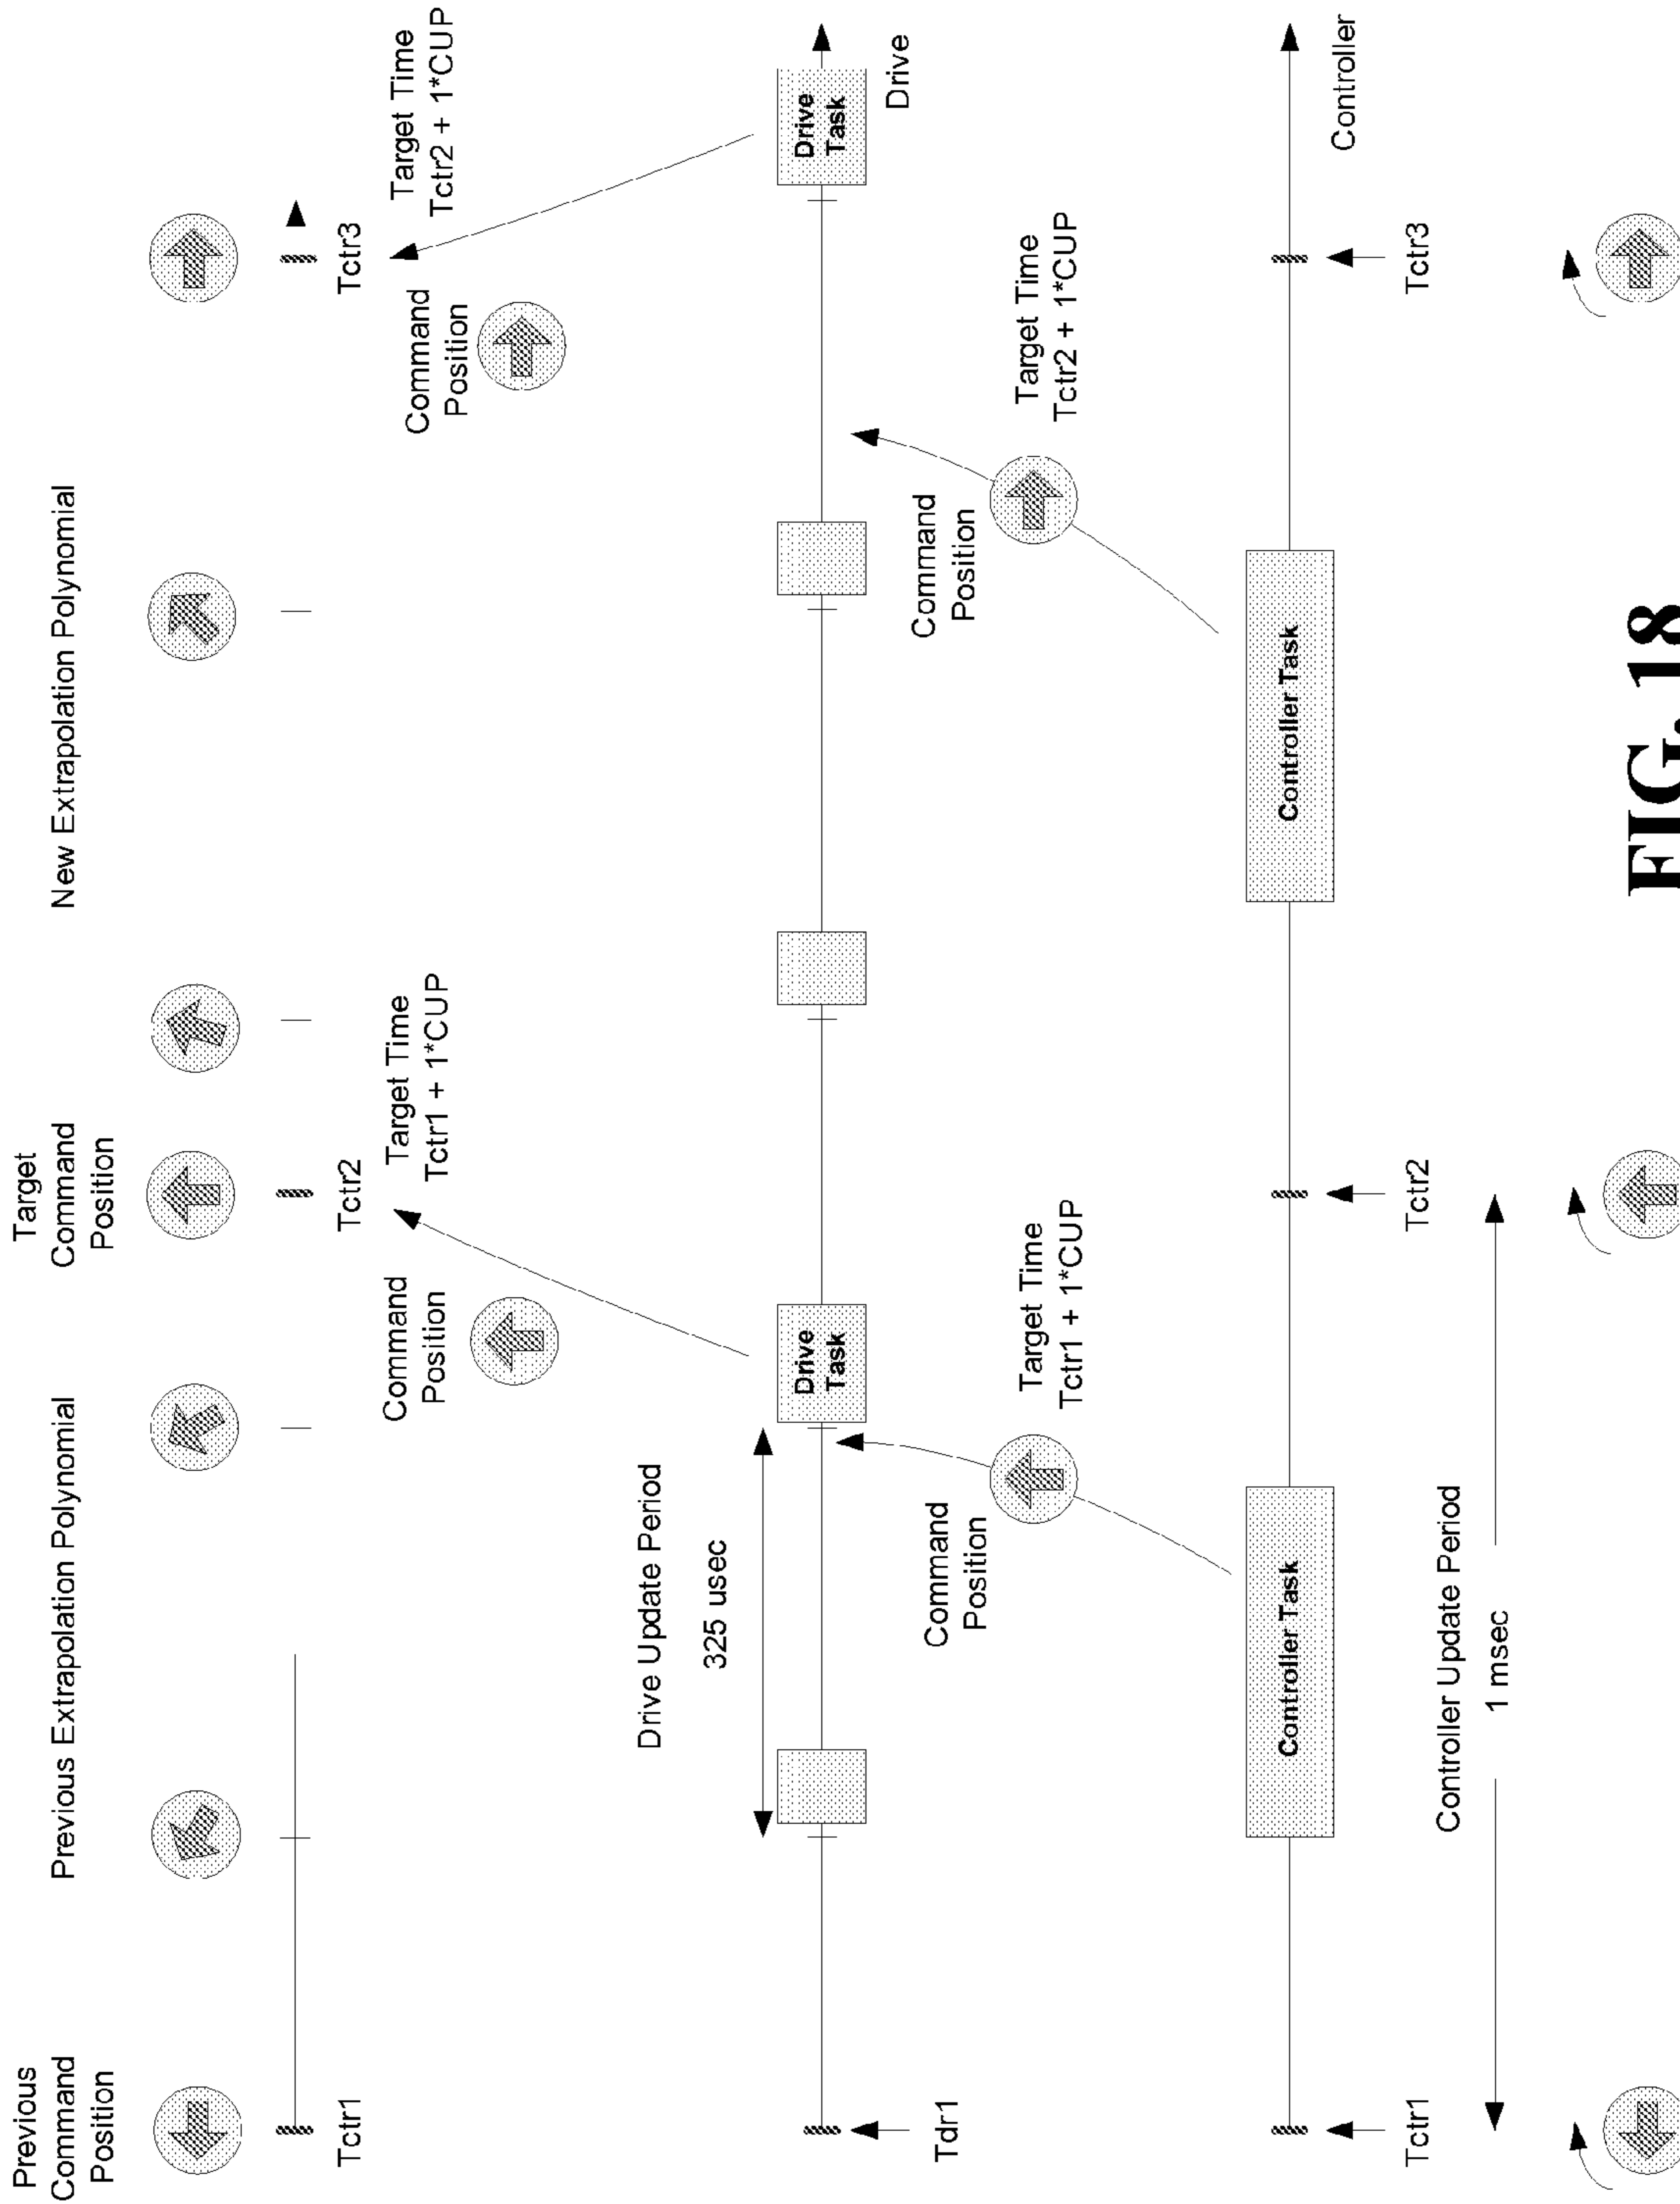 Previous
Command
Position
Previous Extrapolation Polynomial
Target
Command
Position
New Extrapolation Polynomial
Tctr1
Tctr2
Tctr3
Command
Position
Target Time
Tctr1 + 1*CUP
Command
Position
Target Time
Tctr2 + 1*CUP
Drive Update Period
325 usec
Drive
Task
Drive
Task
Drive
Tdr1
Command
Position
Target Time
Tctr1 + 1*CUP
Command
Position
Target Time
Tctr2 + 1*CUP
Controller Task
Controller Task
Controller
Tctr1
Tctr2
Tctr3
Controller Update Period
1 msec
FIG. 18